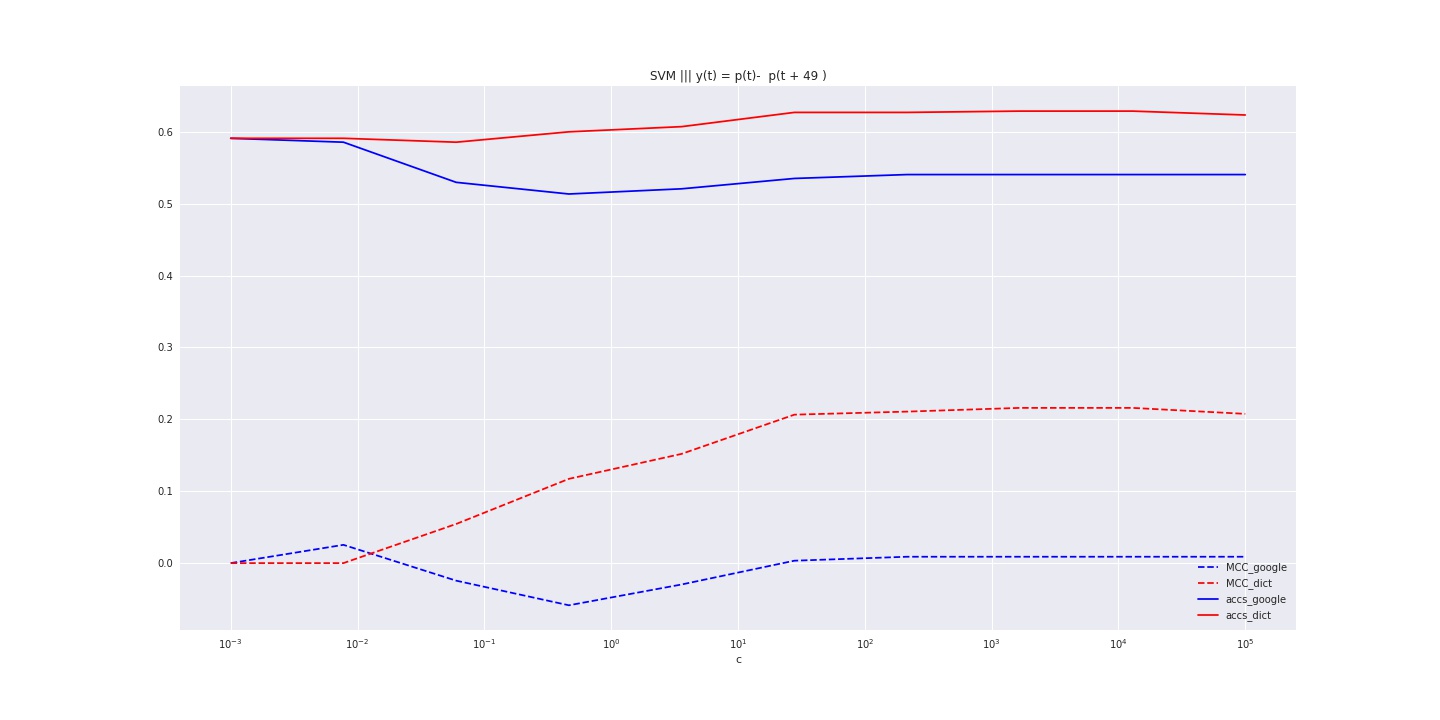 SVM ||| y(t) = p(t)-  p(t + 49 )
0.6
0.5
0.4
0.3
0.2
0.1
0.0
MCC_google
MCC_dict
accs_google
accs_dict
10⁻³ 10⁻² 10⁻¹ 10⁰ 10¹ 10² 10³ 10⁴ 10⁵
c